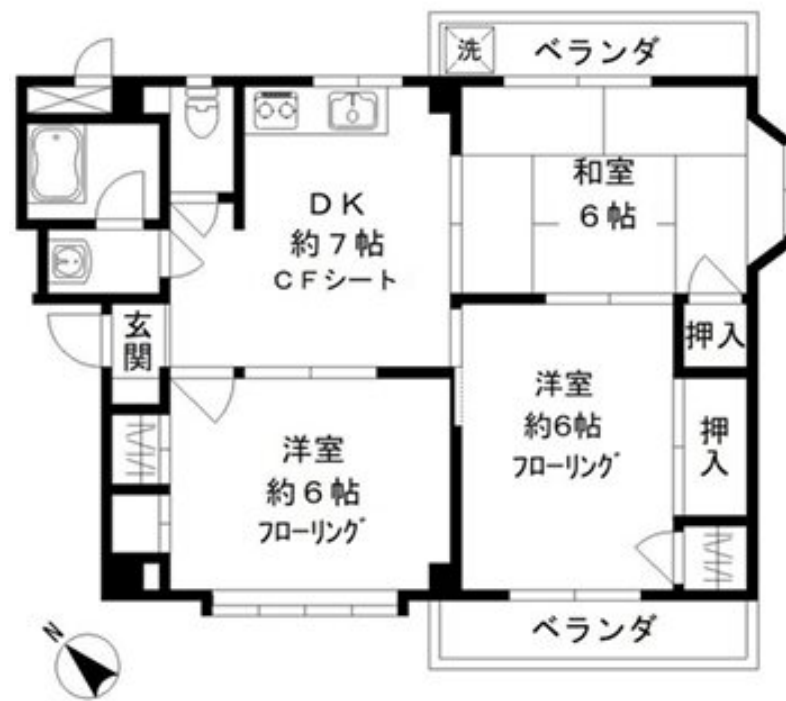 洗
ベランダ
和室
6帖
DK
約7帖
CFシート
玄
関
押入
洋室
約6帖
フローリング
押
入
洋室
約6帖
フローリング
ベランダ
N